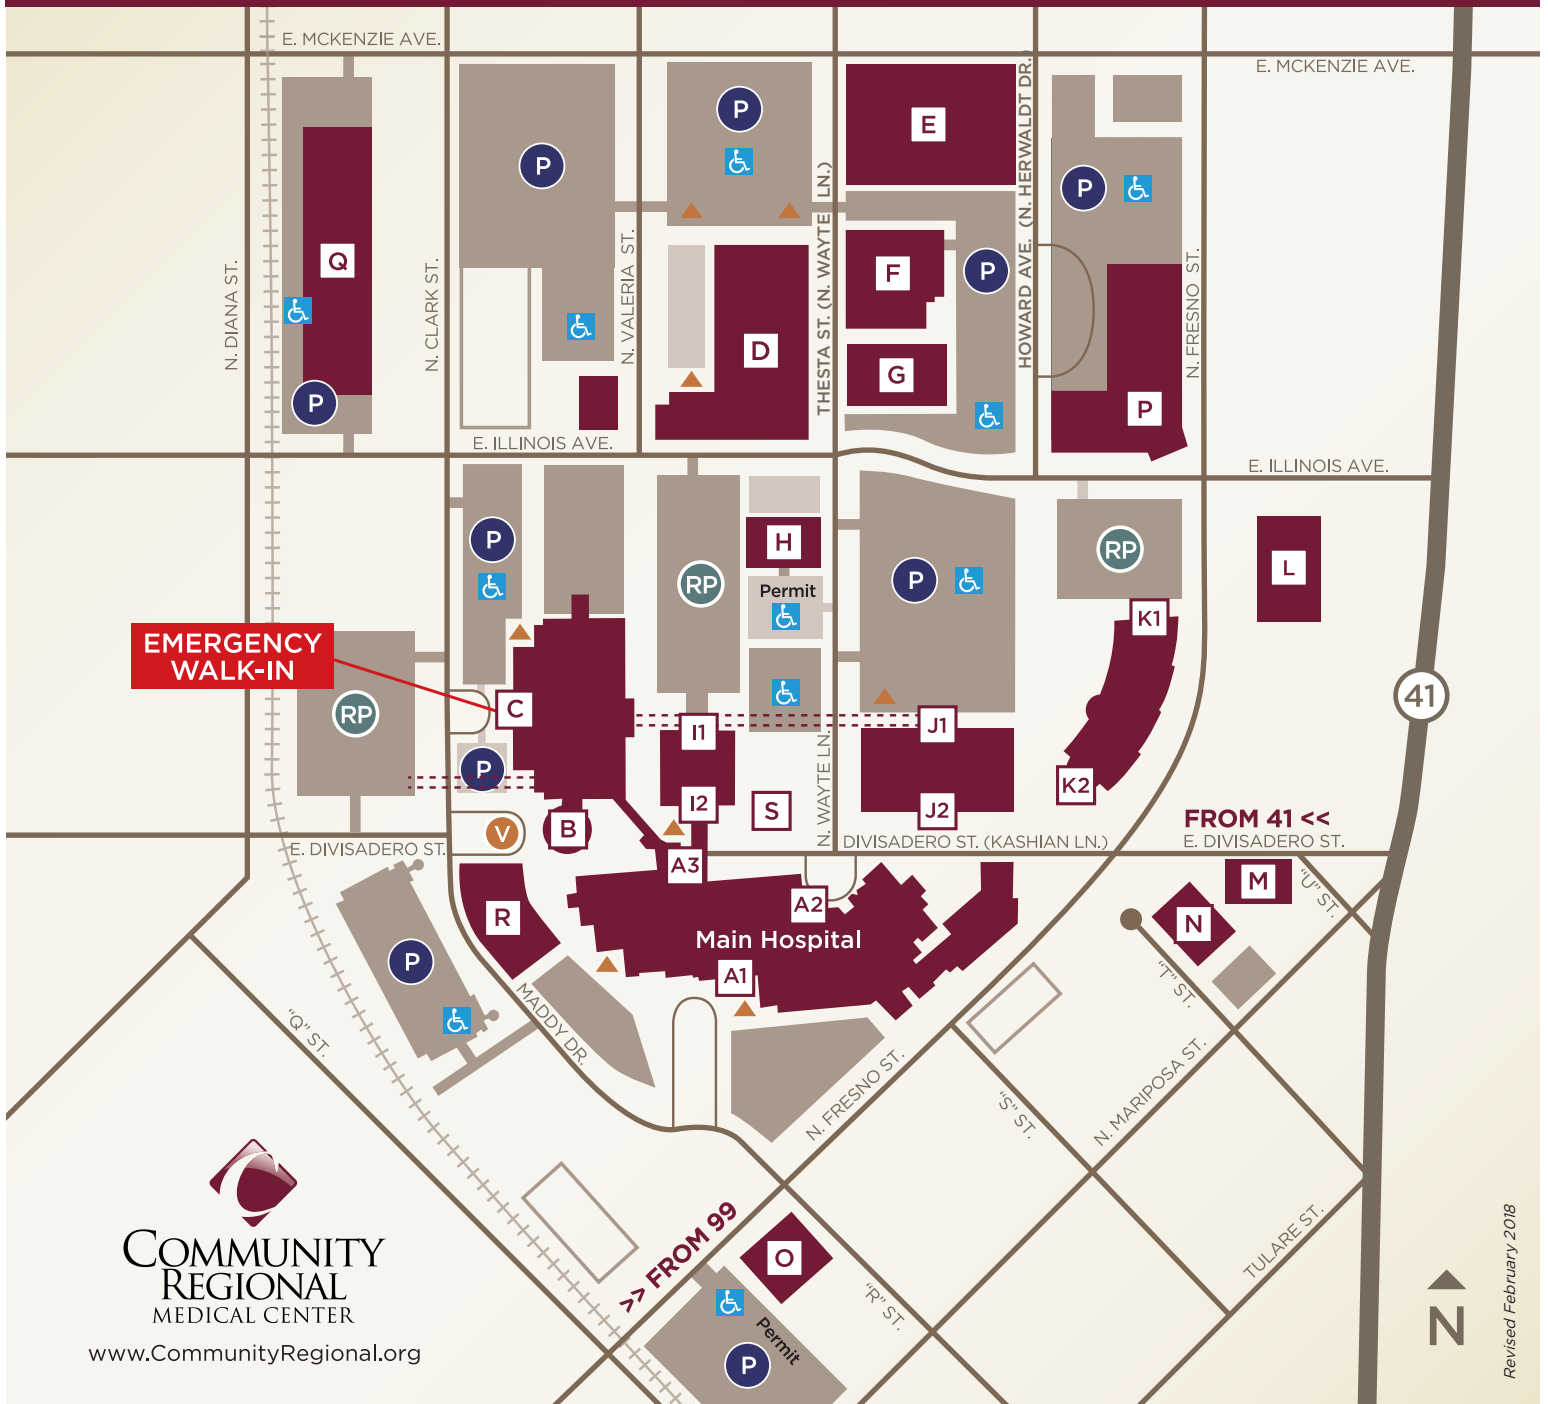 E. MCKENZIE AVE.
E. MCKENZIE AVE.
P
E
P
P
P
Q
F
P
N. DIANA ST.
N. CLARK ST.
N. VALERIA ST.
THESTA ST. (N. WAYTE LN.)
HOWARD AVE. (N. HERWALDT DR.)
N. FRESNO ST.
D
G
P
P
E. ILLINOIS AVE.
E. ILLINOIS AVE.
P
H
RP
L
RP
P
Permit
K1
EMERGENCY
WALK-IN
C
RP
41
I1
J1
P
K2
I2
S
J2
N. WAYTE LN.
V
B
FROM 41 <<
E. DIVISADERO ST.
DIVISADERO ST. (KASHIAN LN.)
E. DIVISADERO ST.
A3
M
"U" ST.
R
A2
N
Main Hospital
P
A1
"T" ST.
MADDY DR.
"Q" ST.
N. FRESNO ST.
"S" ST.
N. MARIPOSA ST.
COMMUNITY
REGIONAL
MEDICAL CENTER
www.CommunityRegional.org
>> FROM 99
O
"R" ST.
TULARE ST.
Permit
P
N
Revised February 2018